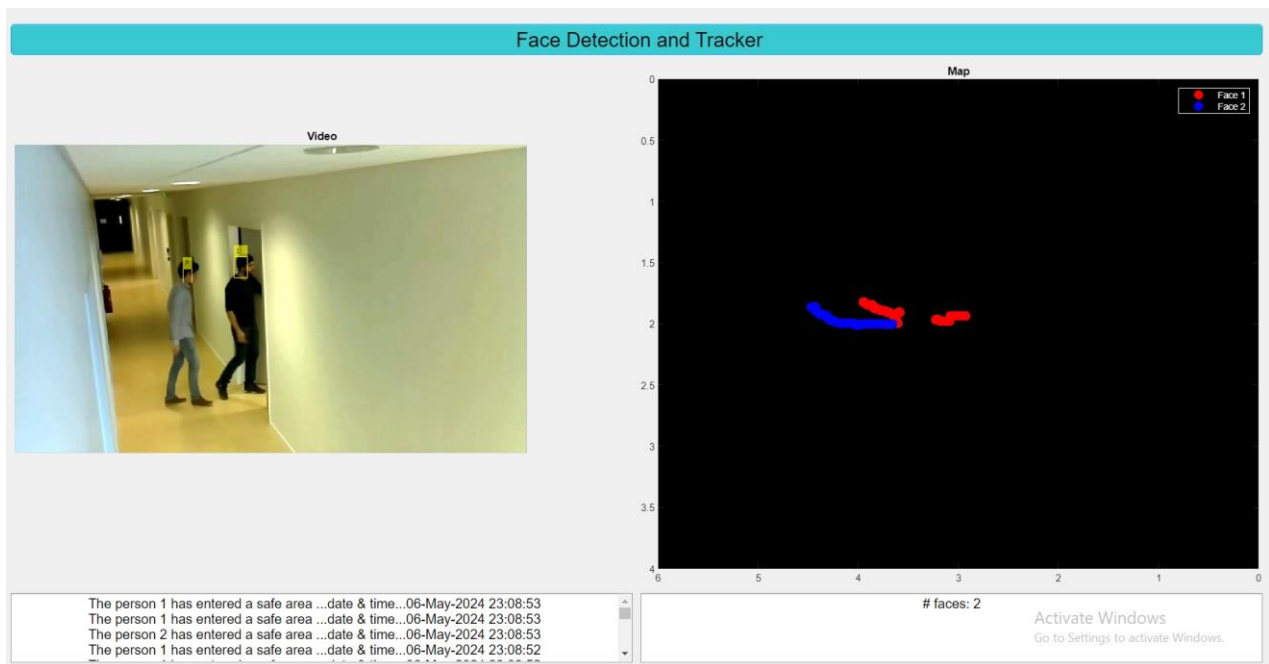 Face Detection and Tracker
Video
Map
Face 1
Face 2
0
0.5
1
1.5
2
2.5
3
3.5
4
6
5
4
3
2
1
0
The person 1 has entered a safe area ...date & time...06-May-2024 23:08:53
The person 1 has entered a safe area ...date & time...06-May-2024 23:08:53
The person 2 has entered a safe area ...date & time...06-May-2024 23:08:53
The person 1 has entered a safe area ...date & time...06-May-2024 23:08:52
# faces: 2
Activate Windows
Go to Settings to activate Windows.